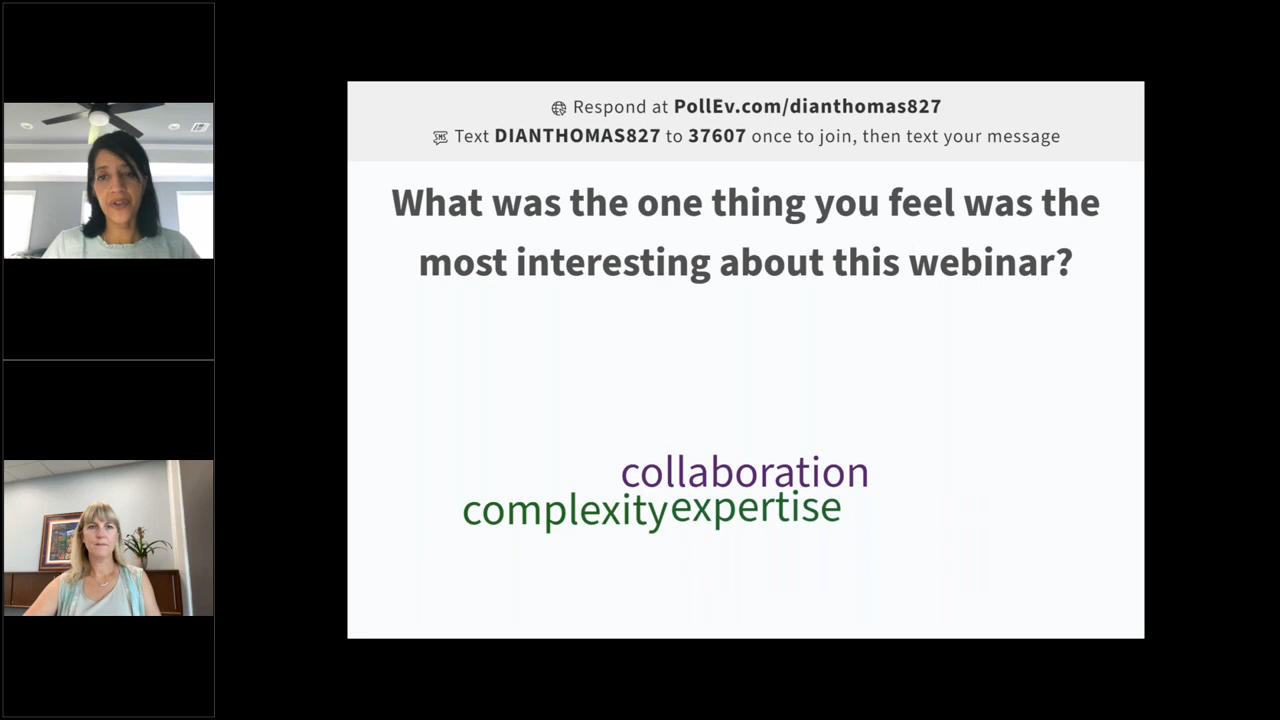 Respond at PollEv.com/dianthomas827
Text DIANTHOMAS827 to 37607 once to join, then text your message
What was the one thing you feel was the
most interesting about this webinar?
collaboration
complexity expertise